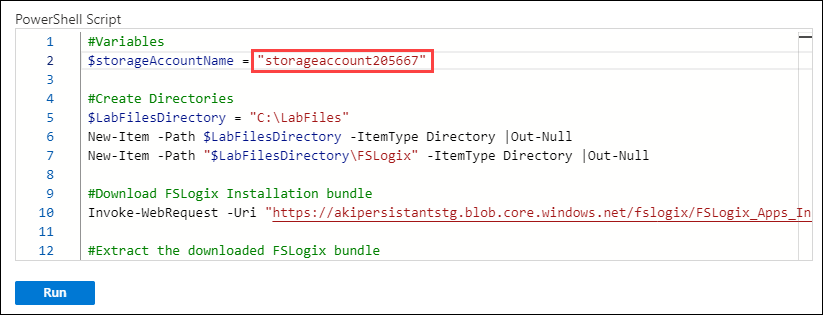 PowerShell Script
1 #Variables
2 $storageAccountName = "storageaccount205667"
3
4 #Create Directories
5 $LabFilesDirectory = "C:\LabFiles"
6 New-Item -Path $LabFilesDirectory -ItemType Directory |Out-Null
7 New-Item -Path "$LabFilesDirectory\FSLogix" -ItemType Directory |Out-Null
8
9 #Download FSLogix Installation bundle
10 Invoke-WebRequest -Uri "https://akipersistantstg.blob.core.windows.net/fslogix/FSLogix_Apps_In
11
12 #Extract the downloaded FSLogix bundle
Run